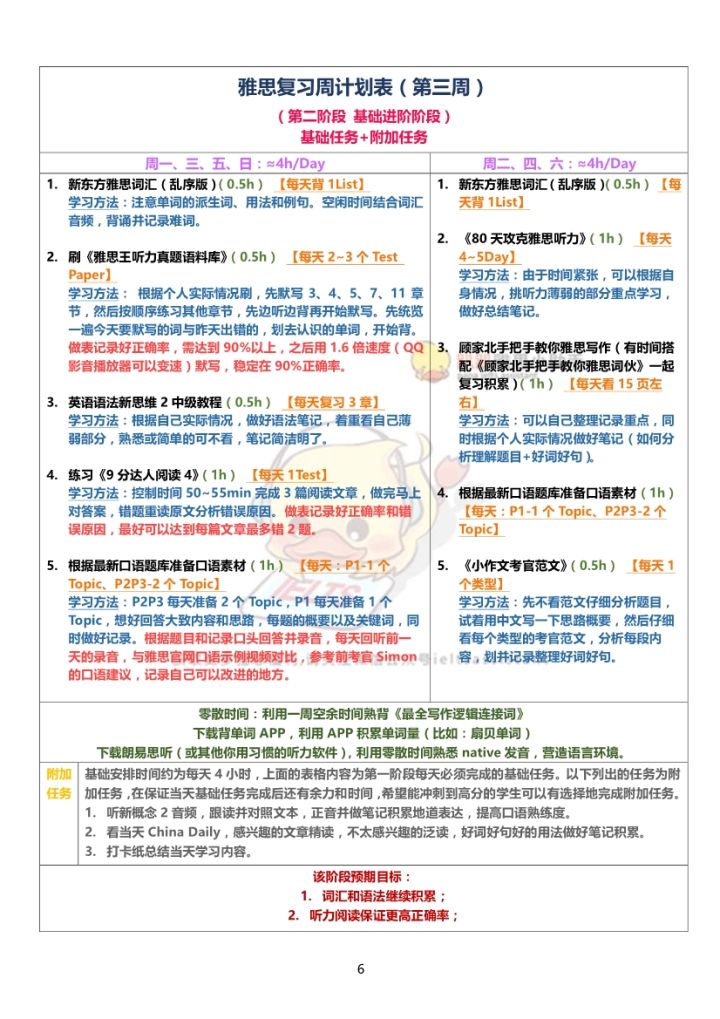 雅思复习周计划表（第三周）
（第二阶段 基础进阶阶段）
基础任务+附加任务
周一、三、五、日：≈4h/Day
1. 新东方雅思词汇（乱序版）（0.5h）【每天背 1List】
学习方法：注意单词的派生词、用法和例句。空闲时间结合词汇
音频，背诵并记录难词。
2. 刷《雅思王听力真题语料库》（0.5h）【每天 2~3 个 Test
Paper】
学习方法： 根据个人实际情况刷，先默写 3、4、5、7、11 章
节，然后按顺序练习其他章节，先边听边背再开始默写。先统览
一遍今天要默写的词与昨天出错的，划去认识的单词，开始背。
做表记录好正确率，需达到 90%以上，之后用 1.6 倍速度（QQ
影音播放器可以变速）默写，稳定在 90%正确率。
3. 英语语法新思维 2 中级教程（0.5h）【每天复习 3 章】
学习方法：根据自己实际情况，做好语法笔记，着重看自己薄
弱部分，熟悉或简单的可不看，笔记简洁明了。
4. 练习《9 分达人阅读 4》（1h）【每天 1Test】
学习方法：控制时间 50~55min 完成 3 篇阅读文章，做完马上
对答案，错题重读原文分析错误原因。做表记录好正确率和错
误原因，最好可以达到每篇文章最多错 2 题。
5. 根据最新口语题库准备口语素材（1h）【每天：P1-1 个
Topic、P2P3-2 个 Topic】
学习方法：P2P3 每天准备 2 个 Topic，P1 每天准备 1 个
Topic，想好回答大致内容和思路，每题的概要以及关键词，同
时做好记录。根据题目和记录口头回答并录音，每天回听前一
天的录音，与雅思官网口语示例视频对比，参考前考官 Simon
的口语建议，记录自己可以改进的地方。
周二、四、六：≈4h/Day
1. 新东方雅思词汇（乱序版）（0.5h）【每
天背 1List】
2. 《80 天攻克雅思听力》（1h）【每天
4~5Day】
学习方法：由于时间紧张，可以根据自
身情况，挑听力薄弱的部分重点学习，
做好总结笔记。
3. 顾家北手把手教你雅思写作（有时间搭
配《顾家北手把手教你雅思词伙》一起
复习积累）（1h）【每天看 15 页左
右】
学习方法：可以自己整理记录重点，同
时根据个人实际情况做好笔记（如何分
析理解题目+好词好句）。
4. 根据最新口语题库准备口语素材（1h）
【每天：P1-1 个 Topic、P2P3-2 个
Topic】
5. 《小作文考官范文》（0.5h）【每天 1
个类型】
学习方法：先不看范文仔细分析题目，
试着用中文写一下思路概要，然后仔细
看每个类型的考官范文，分析每段内
容，划并记录整理好词好句。
零散时间：利用一周空余时间熟背《最全写作逻辑连接词》
下载背单词 APP，利用 APP 积累单词量（比如：扇贝单词）
下载朗易思听（或其他你用习惯的听力软件），利用零散时间熟悉 native 发音，营造语言环境。
附加
任务
基础安排时间约为每天 4 小时，上面的表格内容为第一阶段每天必须完成的基础任务。以下列出的任务为附
加任务，在保证当天基础任务完成后还有余力和时间，希望能冲刺到高分的学生可以有选择地完成附加任务。
1. 听新概念 2 音频，跟读并对照文本，正音并做笔记积累地道表达，提高口语熟练度。
2. 看当天 China Daily，感兴趣的文章精读，不太感兴趣的泛读，好词好句好的用法做好笔记积累。
3. 打卡纸总结当天学习内容。
该阶段预期目标：
1. 词汇和语法继续积累；
2. 听力阅读保证更高正确率；
6